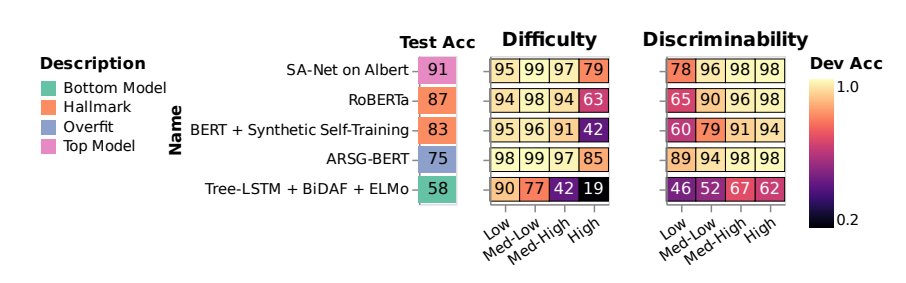 Description
Bottom Model
Hallmark
Overfit
Top Model
Name
Test Acc
Difficulty
Discriminability
SA-Net on Albert 91 95 99 97 79 78 96 98 98
RoBERTa 87 94 98 94 63 65 90 96 98
BERT + Synthetic Self-Training 83 95 96 91 42 60 79 91 94
ARSG-BERT 75 98 99 97 85 89 94 98 98
Tree-LSTM + BiDAF + ELMo 58 90 77 42 19 46 52 67 62
Low Med-Low Med-High High Low Med-Low Med-High High
Dev Acc
1.0
0.2